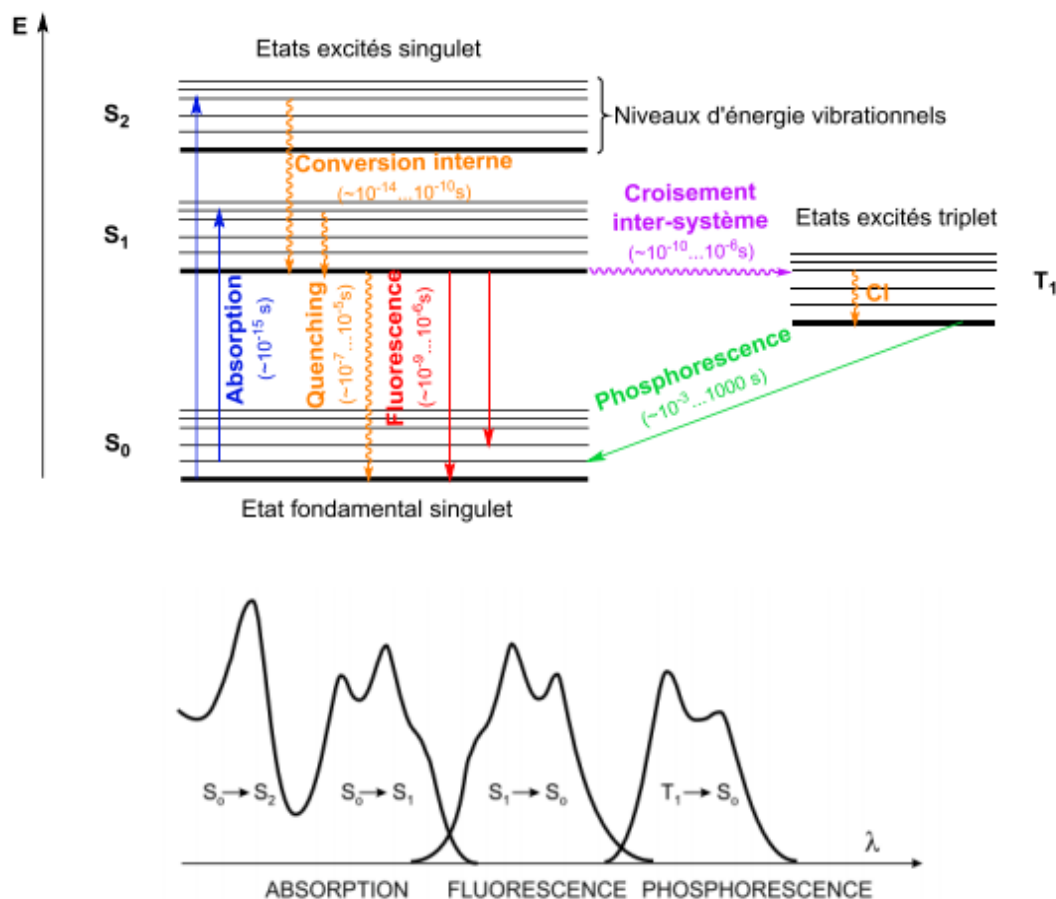 E
Etats excités singulet
S₂
Niveaux d'énergie vibrationnels
Conversion interne
(~10⁻¹⁴...10⁻¹⁰s)
Croisement
inter-système
(~10⁻¹⁰...10⁻⁶s)
Etats excités triplet
S₁
T₁
CI
Absorption
(~10⁻¹⁵ s)
Quenching
(~10⁻⁷...10⁻⁵s)
Fluorescence
(~10⁻⁹...10⁻⁶s)
Phosphorescence
(~10⁻³...1000 s)
S₀
Etat fondamental singulet
Sₒ→S₂
Sₒ→S₁
S₁→Sₒ
T₁→Sₒ
λ
ABSORPTION FLUORESCENCE PHOSPHORESCENCE